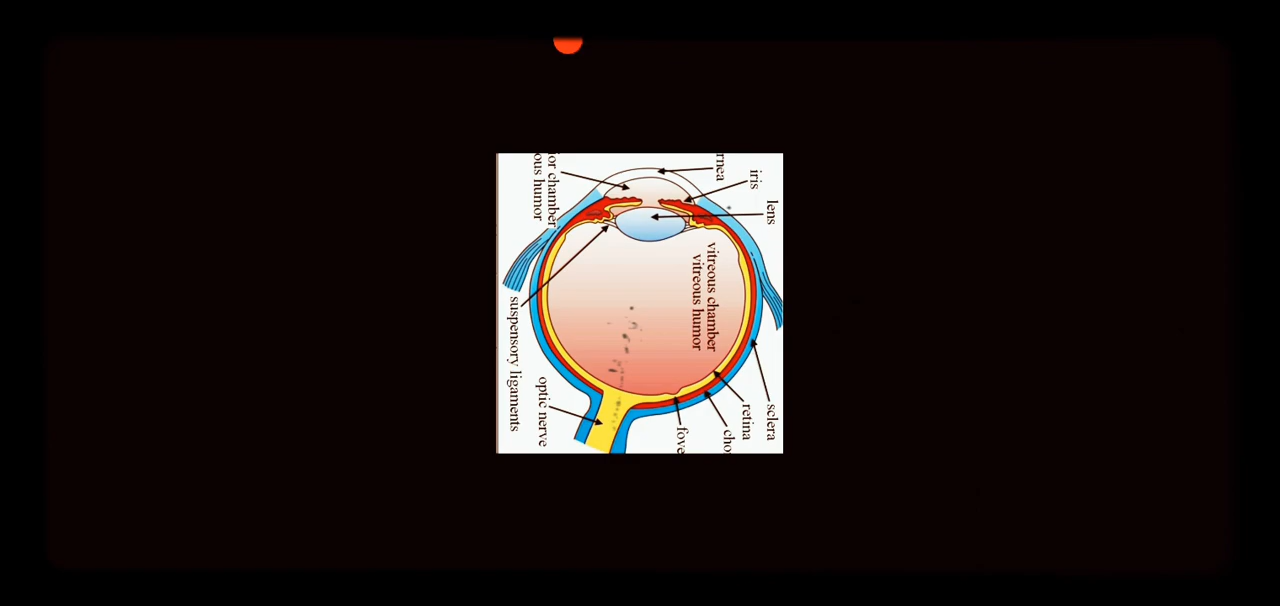 rnea
iris
lens
or chamber
ous humor
vitreous chamber
vitreous humor
suspensory ligaments
optic nerve
sclera
retina
cho
fove